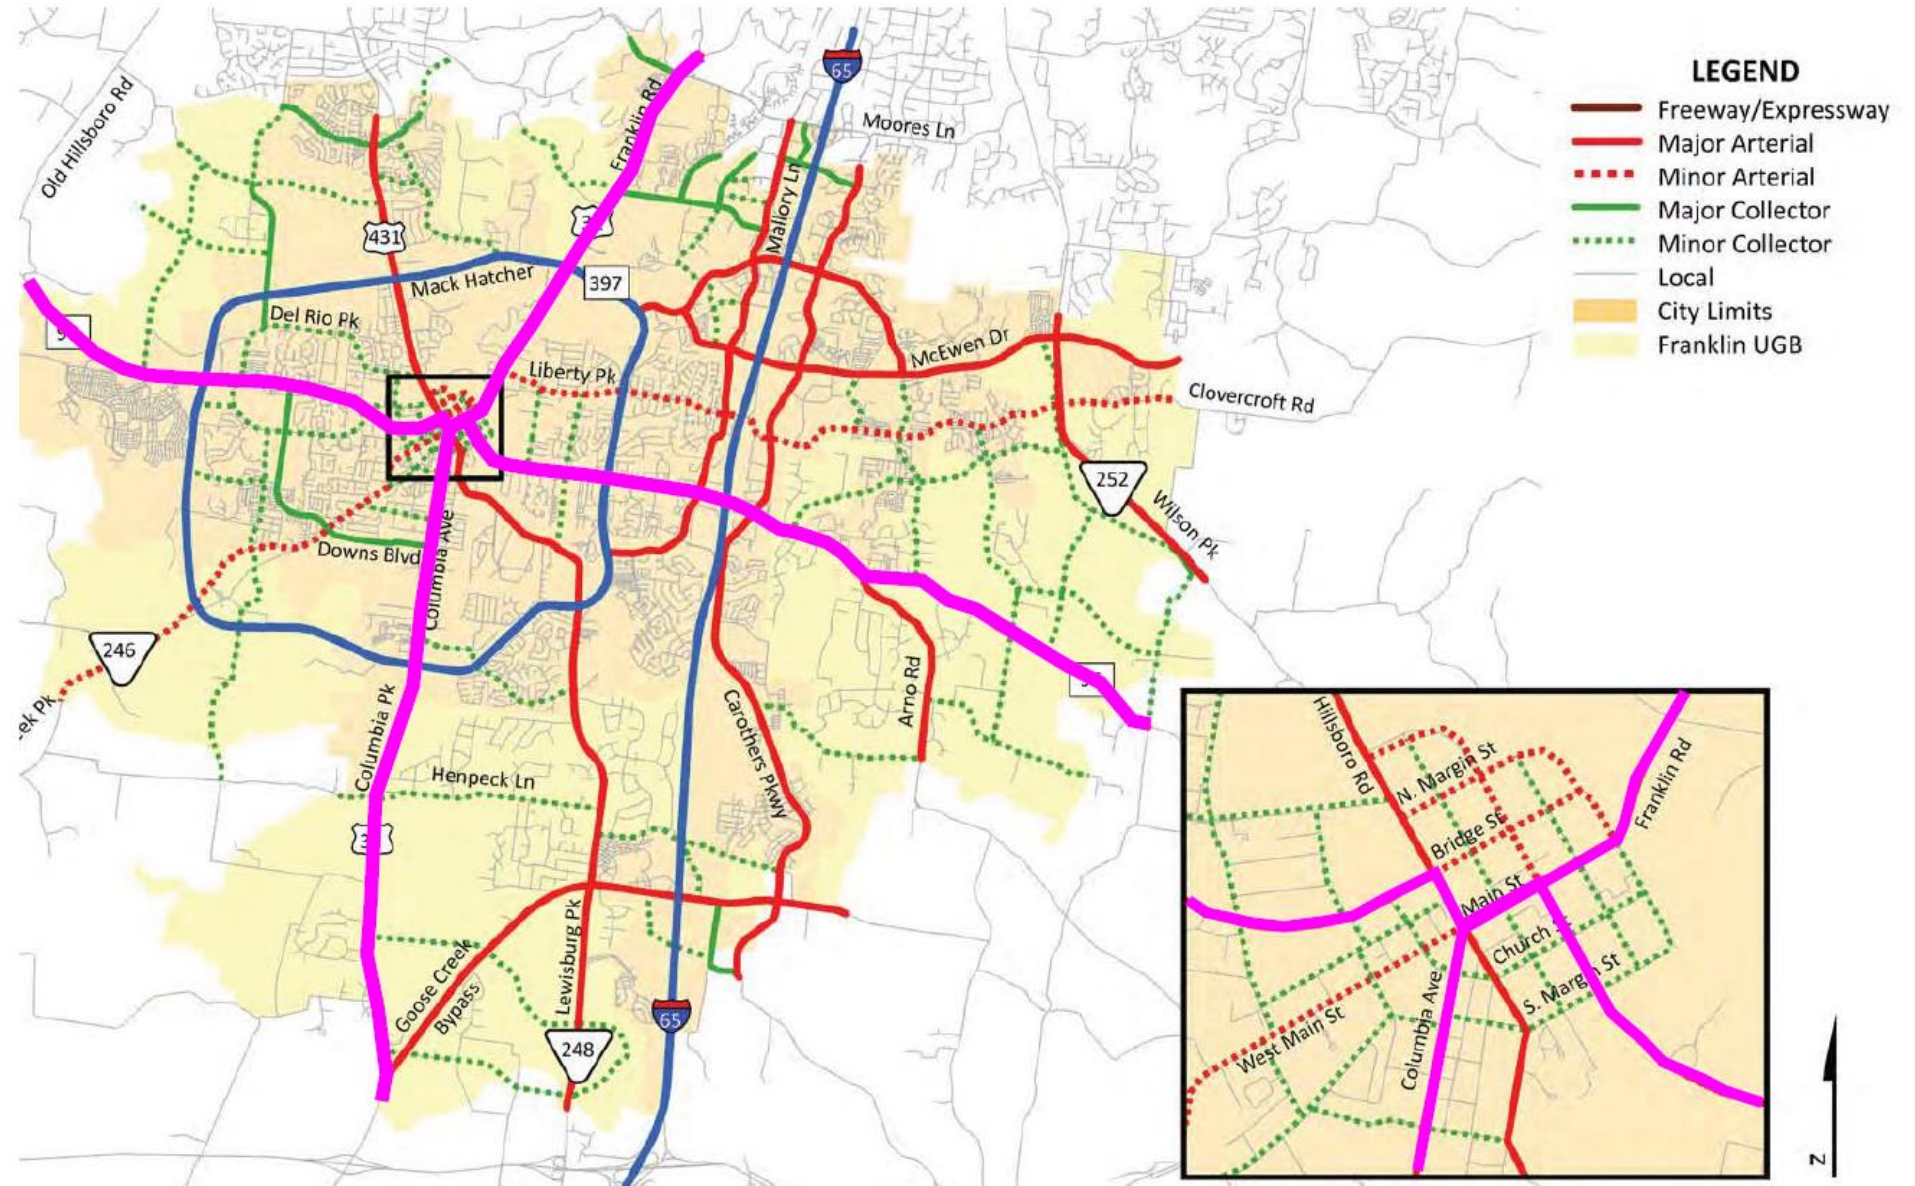 65
Moores Ln
Franklin Rd
Old Hillsboro Rd
Mallory Ln
431
397
Mack Hatcher
Del Rio Pk
Liberty Pk
McEwen Dr
Clovercroft Rd
252
Wilson Pk
Downs Blvd
Columbia Ave
246
Columbia Pk
Arno Rd
Carothers Pkwy
Henpeck Ln
Goose Creek
Bypass
Lewisburg Pk
65
248
LEGEND
Freeway/Expressway
Major Arterial
Minor Arterial
Major Collector
Minor Collector
Local
City Limits
Franklin UGB
Hillsboro Rd
N. Margin St
Bridge St
Main St
Franklin Rd
Church St
S. Margin St
Columbia Ave
West Main St
N